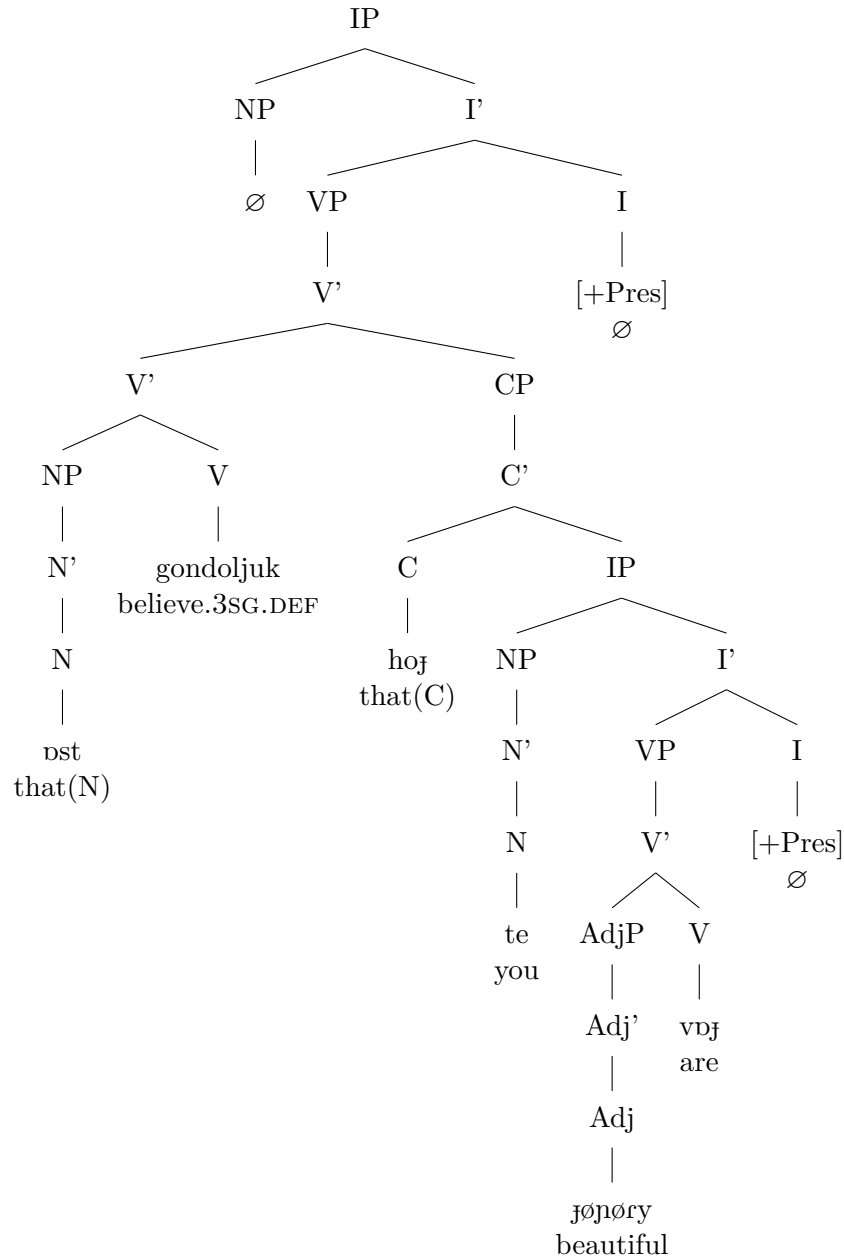 IP
NP I'
∅ VP I
V' [+Pres]
∅
V' CP
NP V C'
N' gondoljuk C IP
believe.3SG.DEF
N hoɟ NP I'
that(C)
ɒst N' VP I
that(N)
N V' [+Pres]
∅
te AdjP V
you
Adj' vɒɟ
are
Adj
ɟøɲøɾy
beautiful